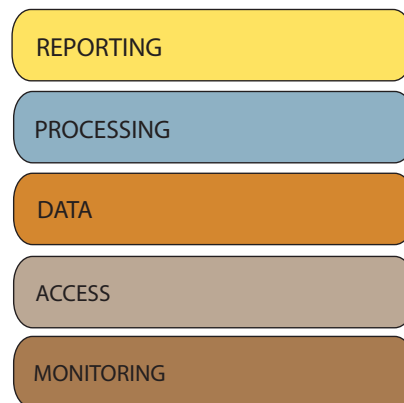 REPORTING
PROCESSING
DATA
ACCESS
MONITORING